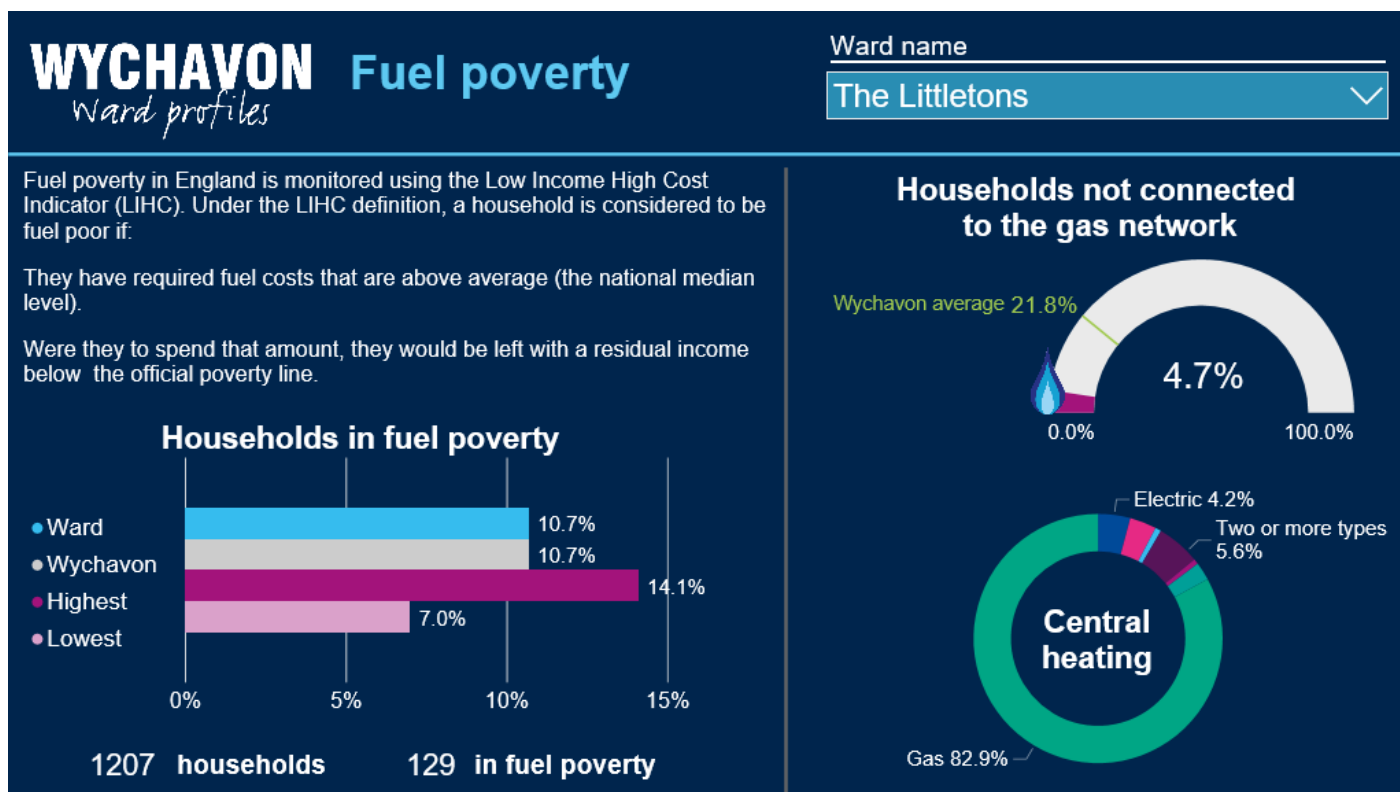 WYCHAVON
Ward profiles
Fuel poverty
Ward name
The Littletons
Fuel poverty in England is monitored using the Low Income High Cost
Indicator (LIHC). Under the LIHC definition, a household is considered to be
fuel poor if:
They have required fuel costs that are above average (the national median
level).
Were they to spend that amount, they would be left with a residual income
below  the official poverty line.
Households in fuel poverty
Ward
Wychavon
Highest
Lowest
10.7%
10.7%
14.1%
7.0%
0%
5%
10%
15%
1207 households
129 in fuel poverty
Households not connected
to the gas network
Wychavon average 21.8%
4.7%
0.0%
100.0%
Electric 4.2%
Two or more types
5.6%
Central
heating
Gas 82.9%